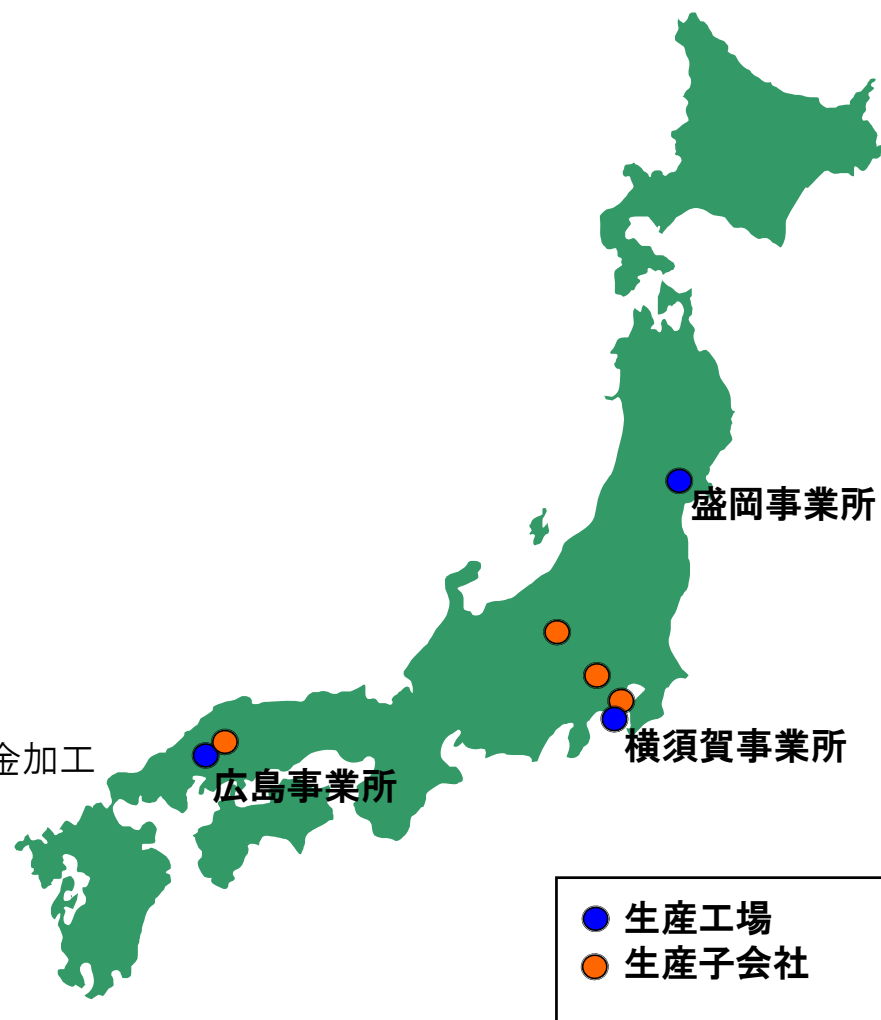 盛岡事業所
横須賀事業所
金加工
広島事業所
生産工場
生産子会社